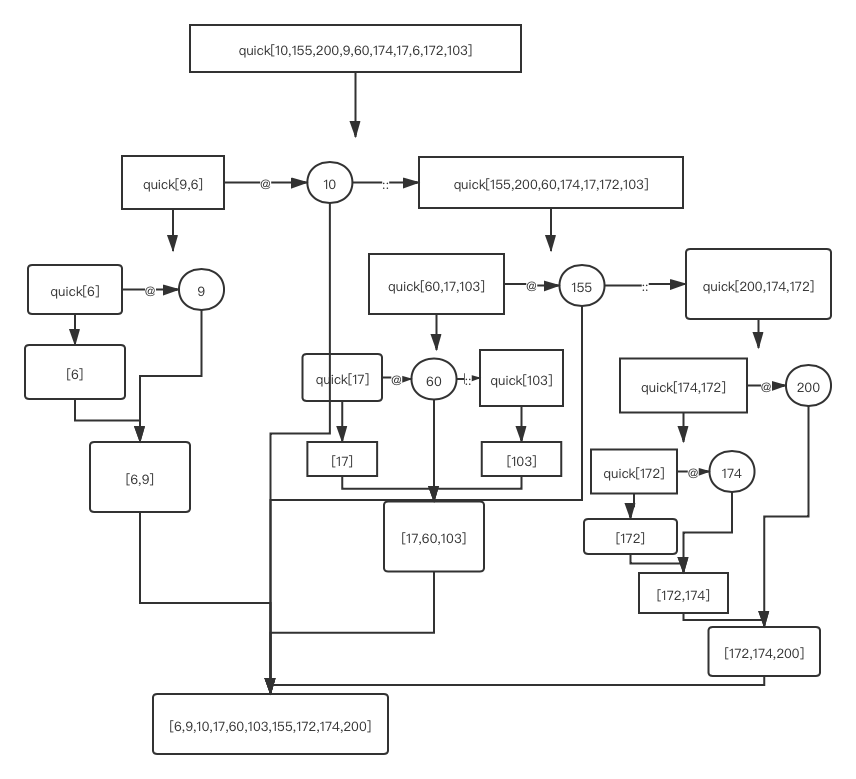 quick[10,155,200,9,60,174,17,6,172,103]
quick[9,6]
@
10
::
quick[155,200,60,174,17,172,103]
quick[6]
@
9
quick[60,17,103]
@
155
::
quick[200,174,172]
[6]
quick[17]
@
60
::
quick[103]
quick[174,172]
@
200
[17]
[103]
quick[172]
@
174
[6,9]
[17,60,103]
[172]
[172,174]
[172,174,200]
[6,9,10,17,60,103,155,172,174,200]